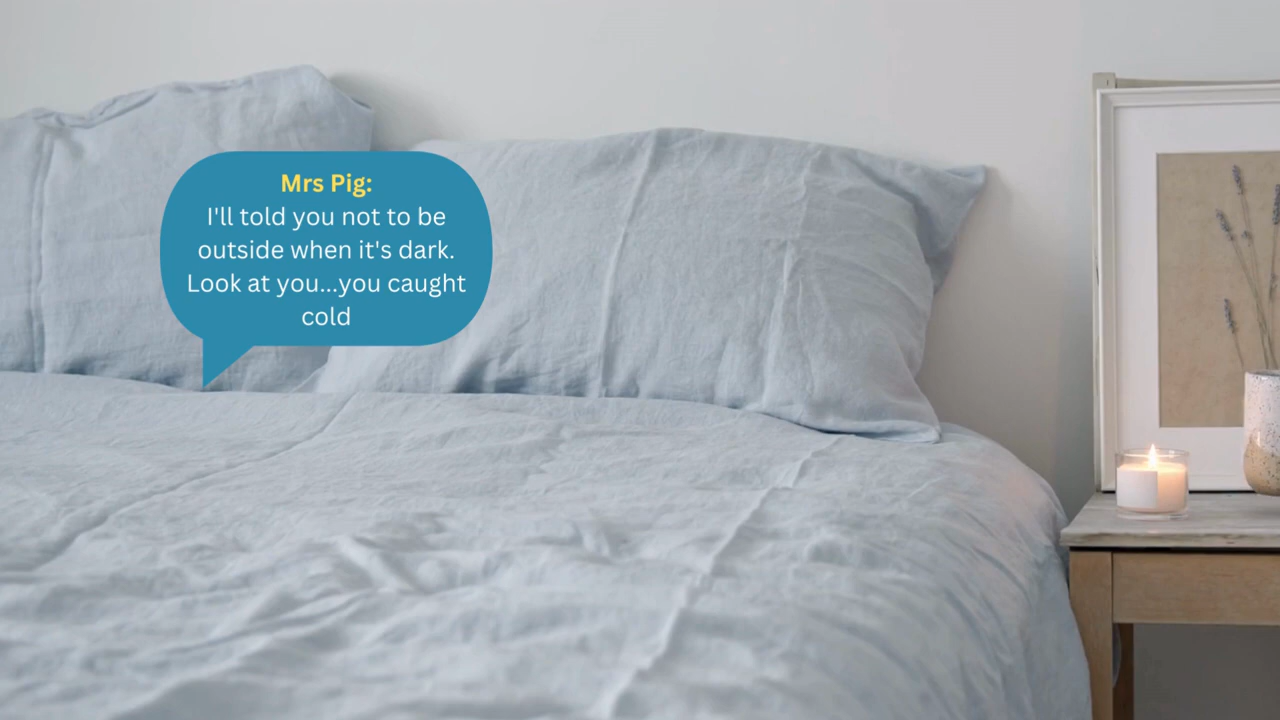 Mrs Pig:
I'll told you not to be
outside when it's dark.
Look at you...you caught
cold